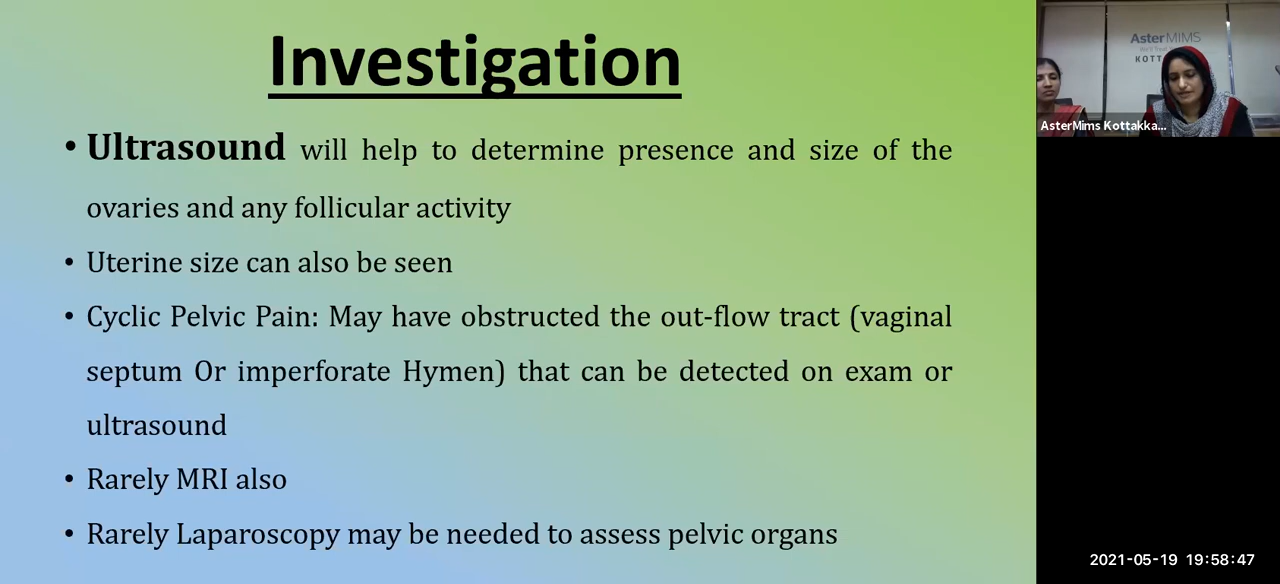 Investigation
• Ultrasound will help to determine presence and size of the
ovaries and any follicular activity
• Uterine size can also be seen
• Cyclic Pelvic Pain: May have obstructed the out-flow tract (vaginal
septum Or imperforate Hymen) that can be detected on exam or
ultrasound
• Rarely MRI also
• Rarely Laparoscopy may be needed to assess pelvic organs
AsterMIMS
AsterMims Kottakka...
2021-05-19 19:58:47